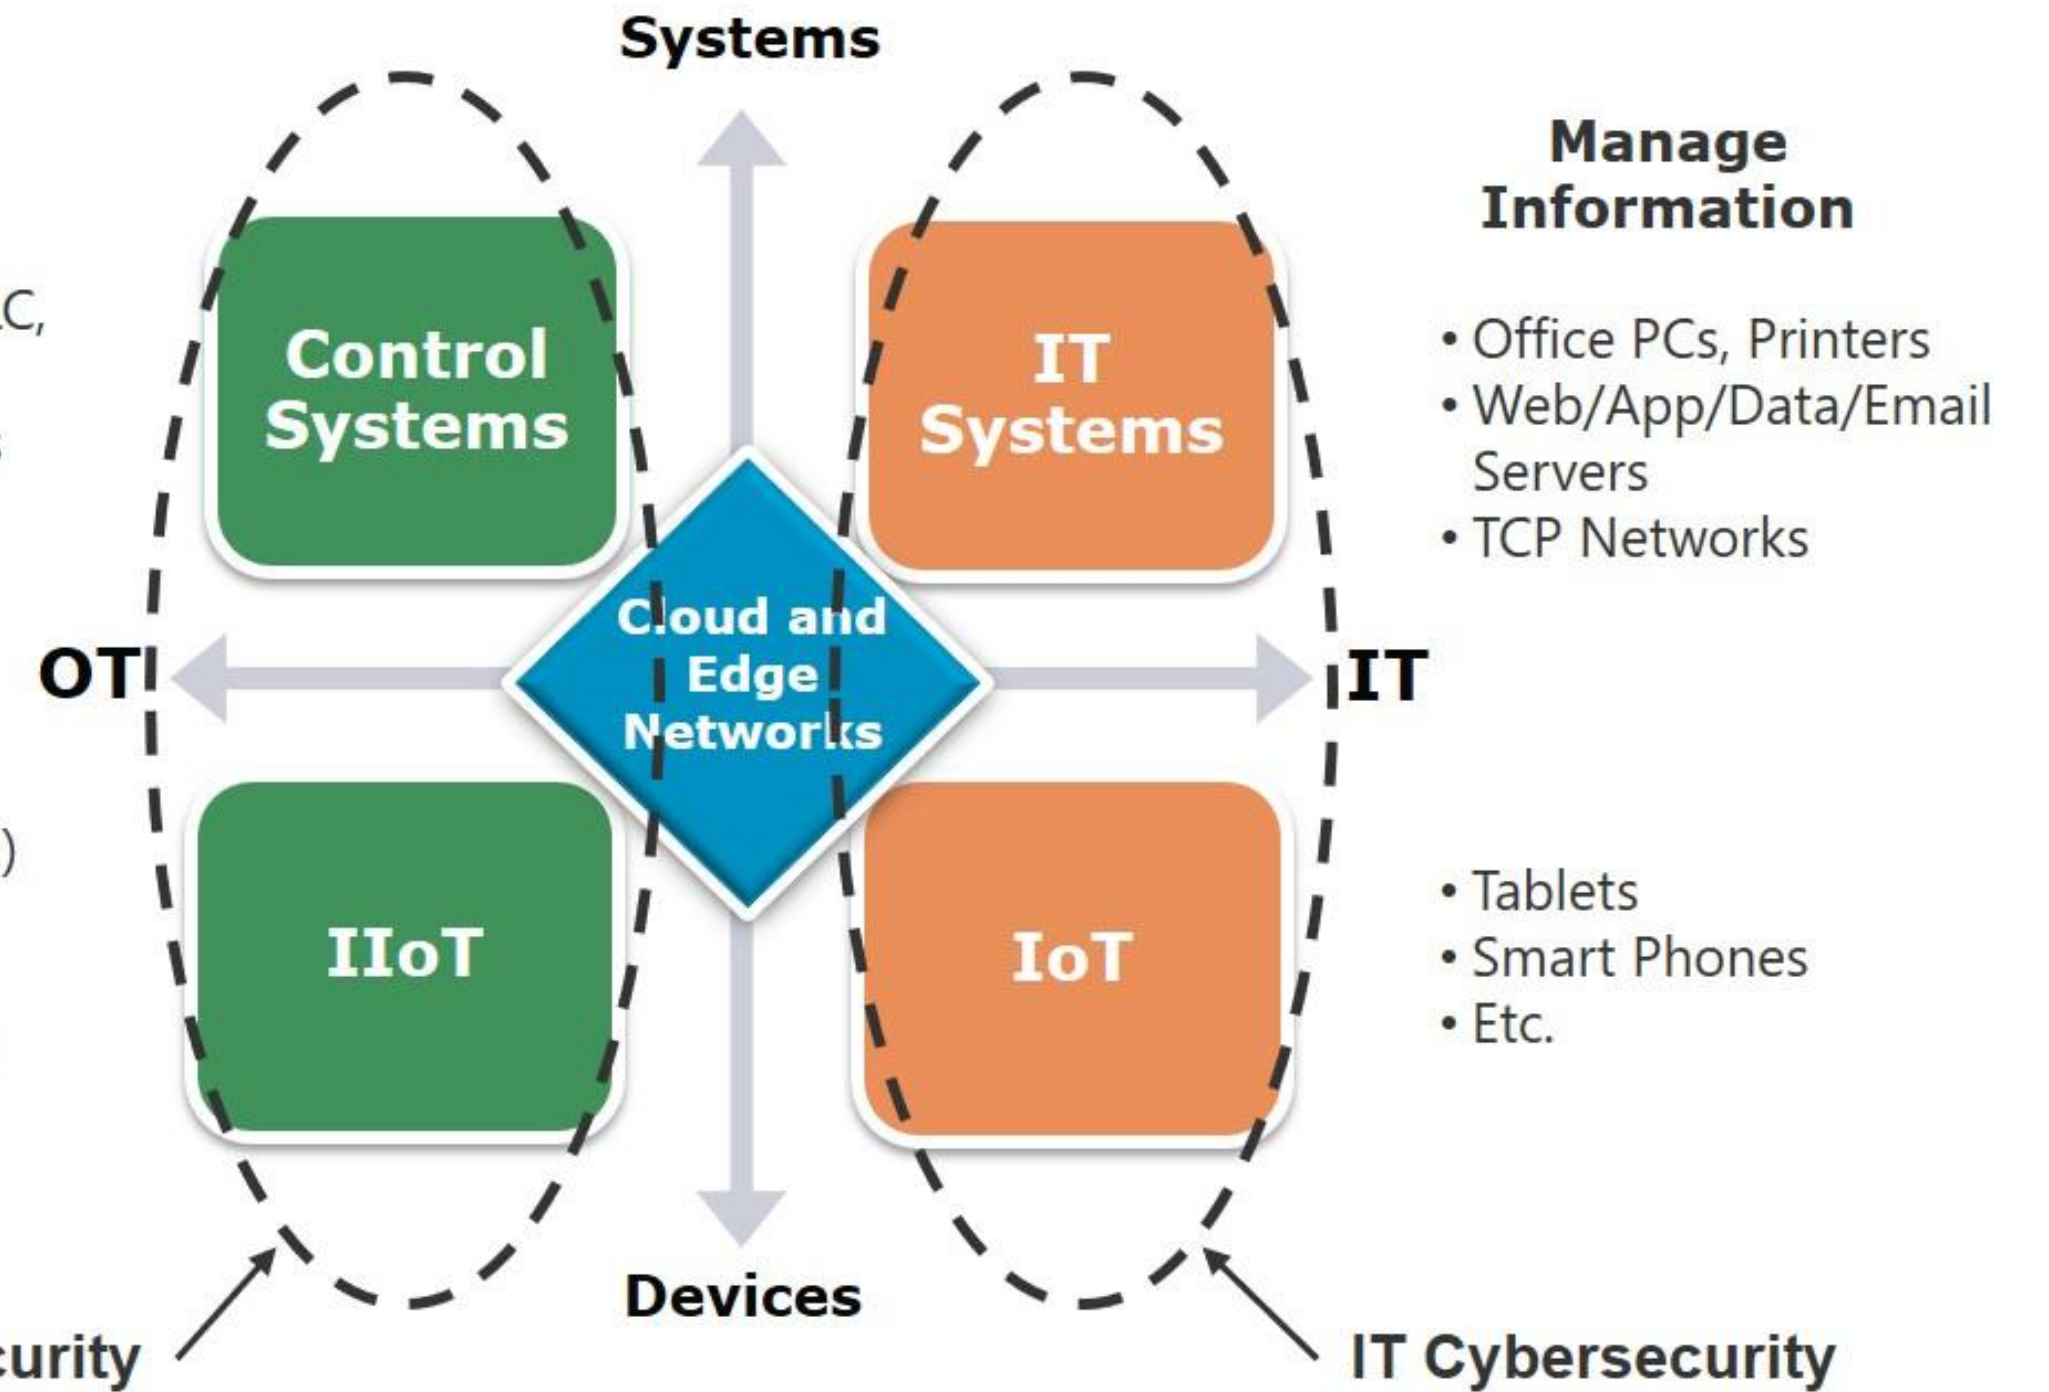 Systems
Manage
Information
C,
Control
Systems
IT
Systems
• Office PCs, Printers
• Web/App/Data/Email
Servers
• TCP Networks
Cloud and
Edge
Networks
OT
IT
)
IIoT
IoT
• Tablets
• Smart Phones
• Etc.
Devices
curity
IT Cybersecurity